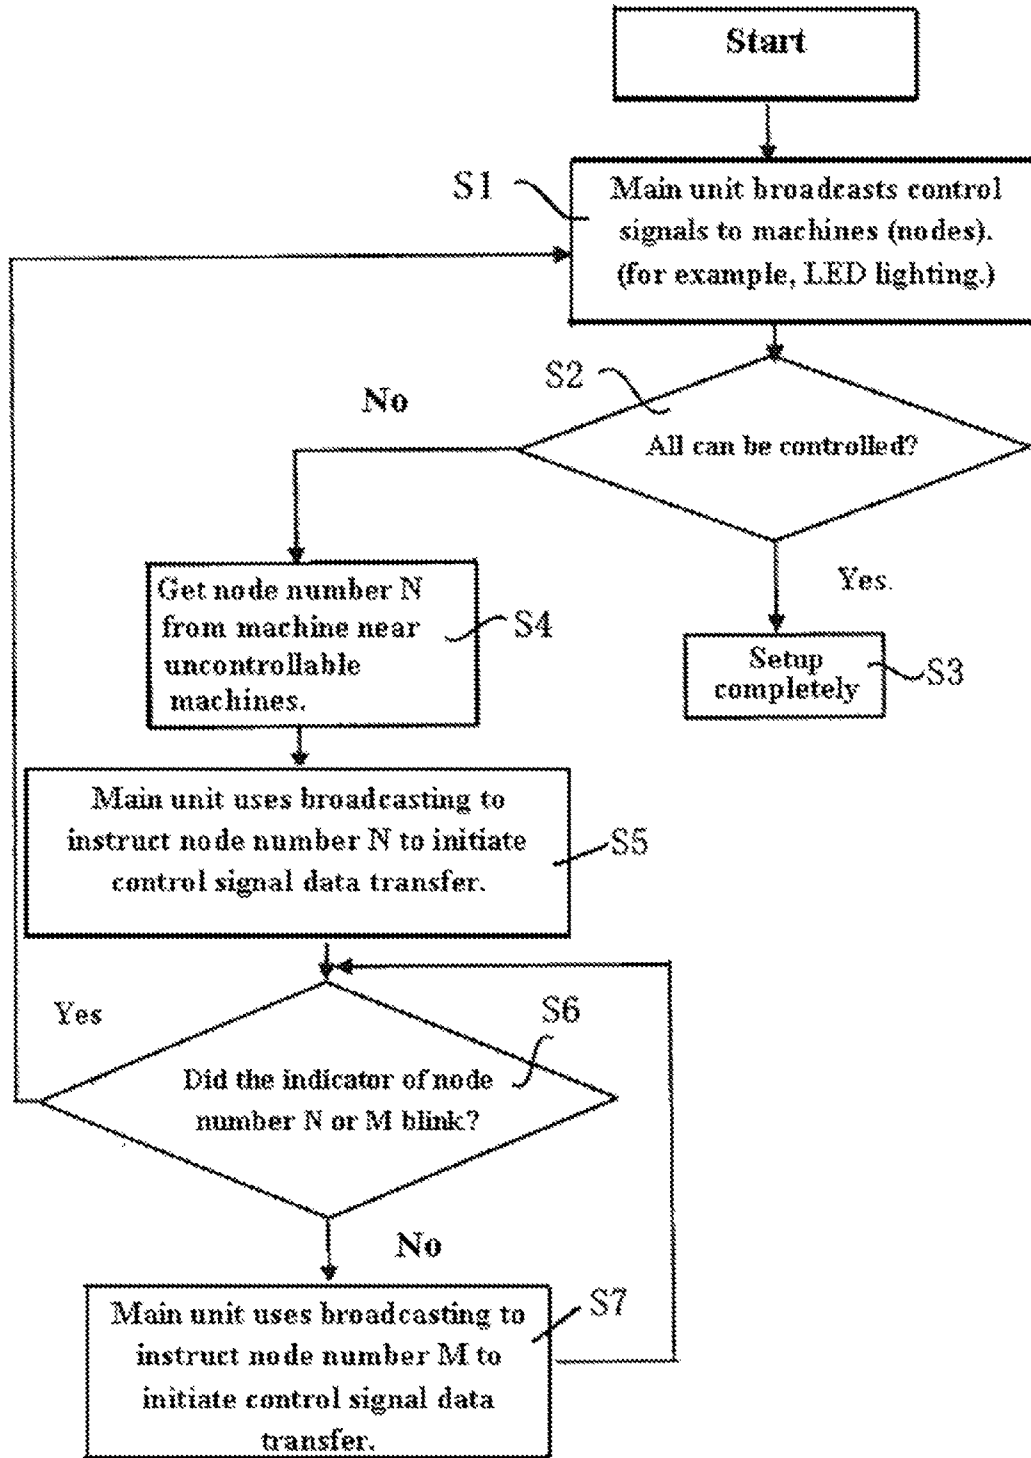 Start
S1
Main unit broadcasts control
signals to machines (nodes).
(for example, LED lighting.)
S2
No
All can be controlled?
Yes.
Get node number N
from machine near
uncontrollable
machines.
S4
Setup
completely
S3
Main unit uses broadcasting to
instruct node number N to initiate
control signal data transfer.
S5
Yes
S6
Did the indicator of node
number N or M blink?
No
Main unit uses broadcasting to
instruct node number M to
initiate control signal data
transfer.
S7